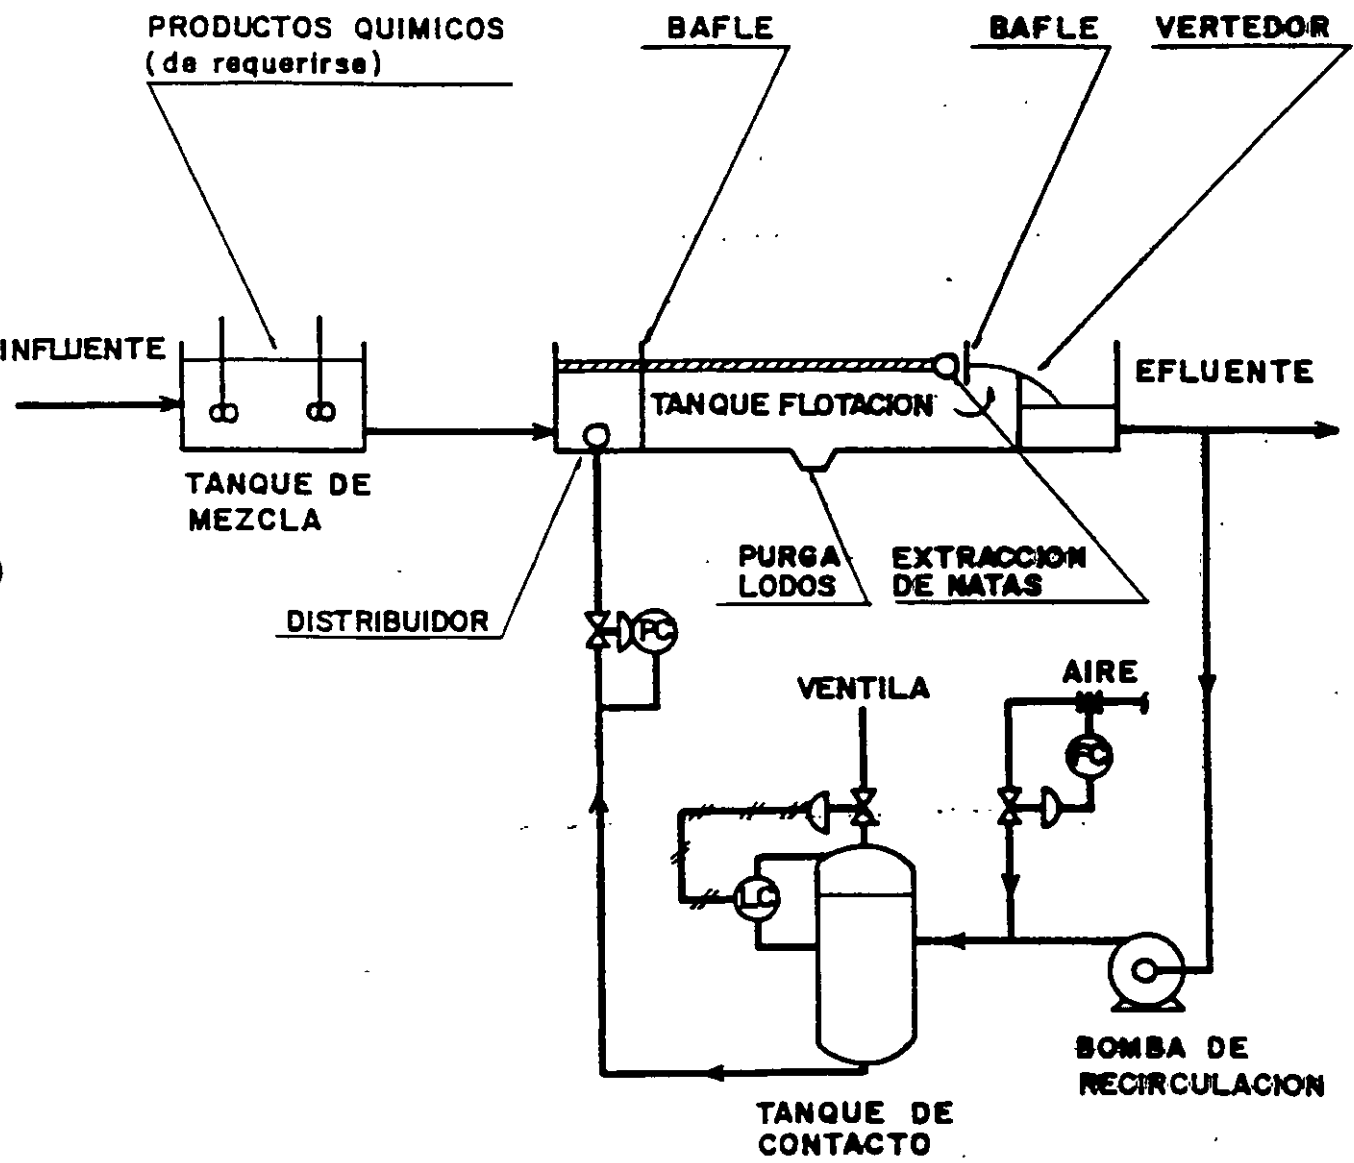 PRODUCTOS QUIMICOS
(de requerirse)
BAFLE
BAFLE
VERTEDOR
INFLUENTE
TANQUE FLOTACION
EFLUENTE
TANQUE DE
MEZCLA
PURGA
LODOS
EXTRACCION
DE NATAS
DISTRIBUIDOR
PC
VENTILA
AIRE
FC
LC
BOMBA DE
RECIRCULACION
TANQUE DE
CONTACTO